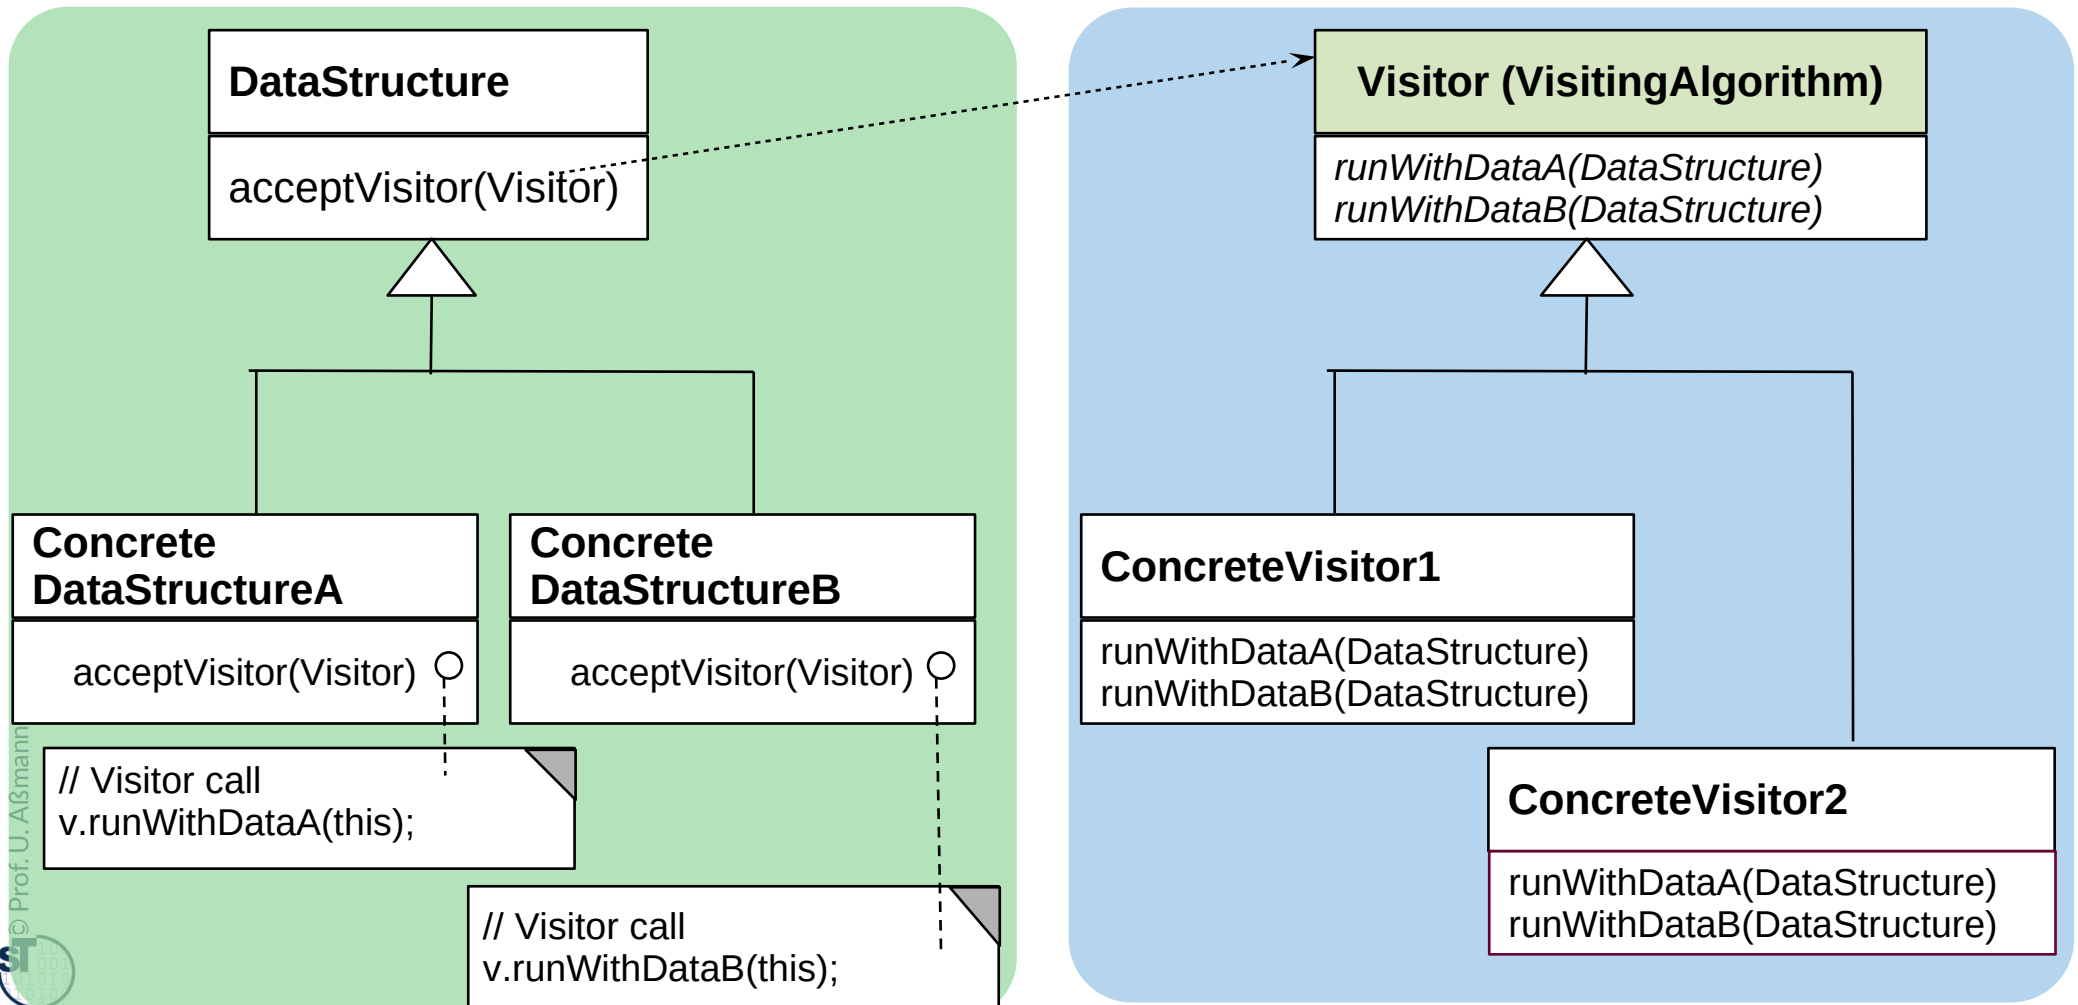 DataStructure
acceptVisitor(Visitor)
Visitor (VisitingAlgorithm)
runWithDataA(DataStructure)
runWithDataB(DataStructure)
Concrete
DataStructureA
acceptVisitor(Visitor)
Concrete
DataStructureB
acceptVisitor(Visitor)
ConcreteVisitor1
runWithDataA(DataStructure)
runWithDataB(DataStructure)
// Visitor call
v.runWithDataA(this);
// Visitor call
v.runWithDataB(this);
ConcreteVisitor2
runWithDataA(DataStructure)
runWithDataB(DataStructure)
© Prof. U. Aßmann
ST